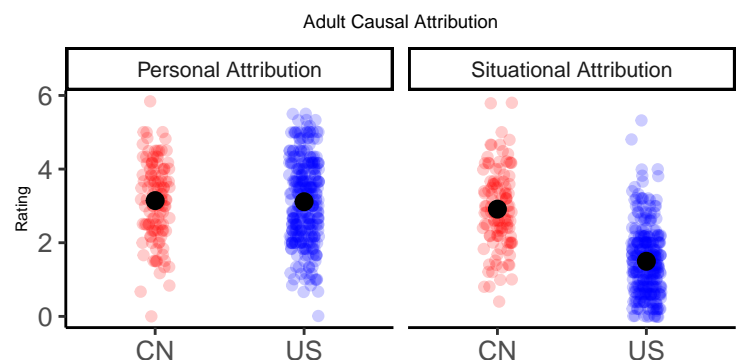 Adult Causal Attribution
Personal Attribution
Situational Attribution
Rating
6
4
2
0
CN
US
CN
US